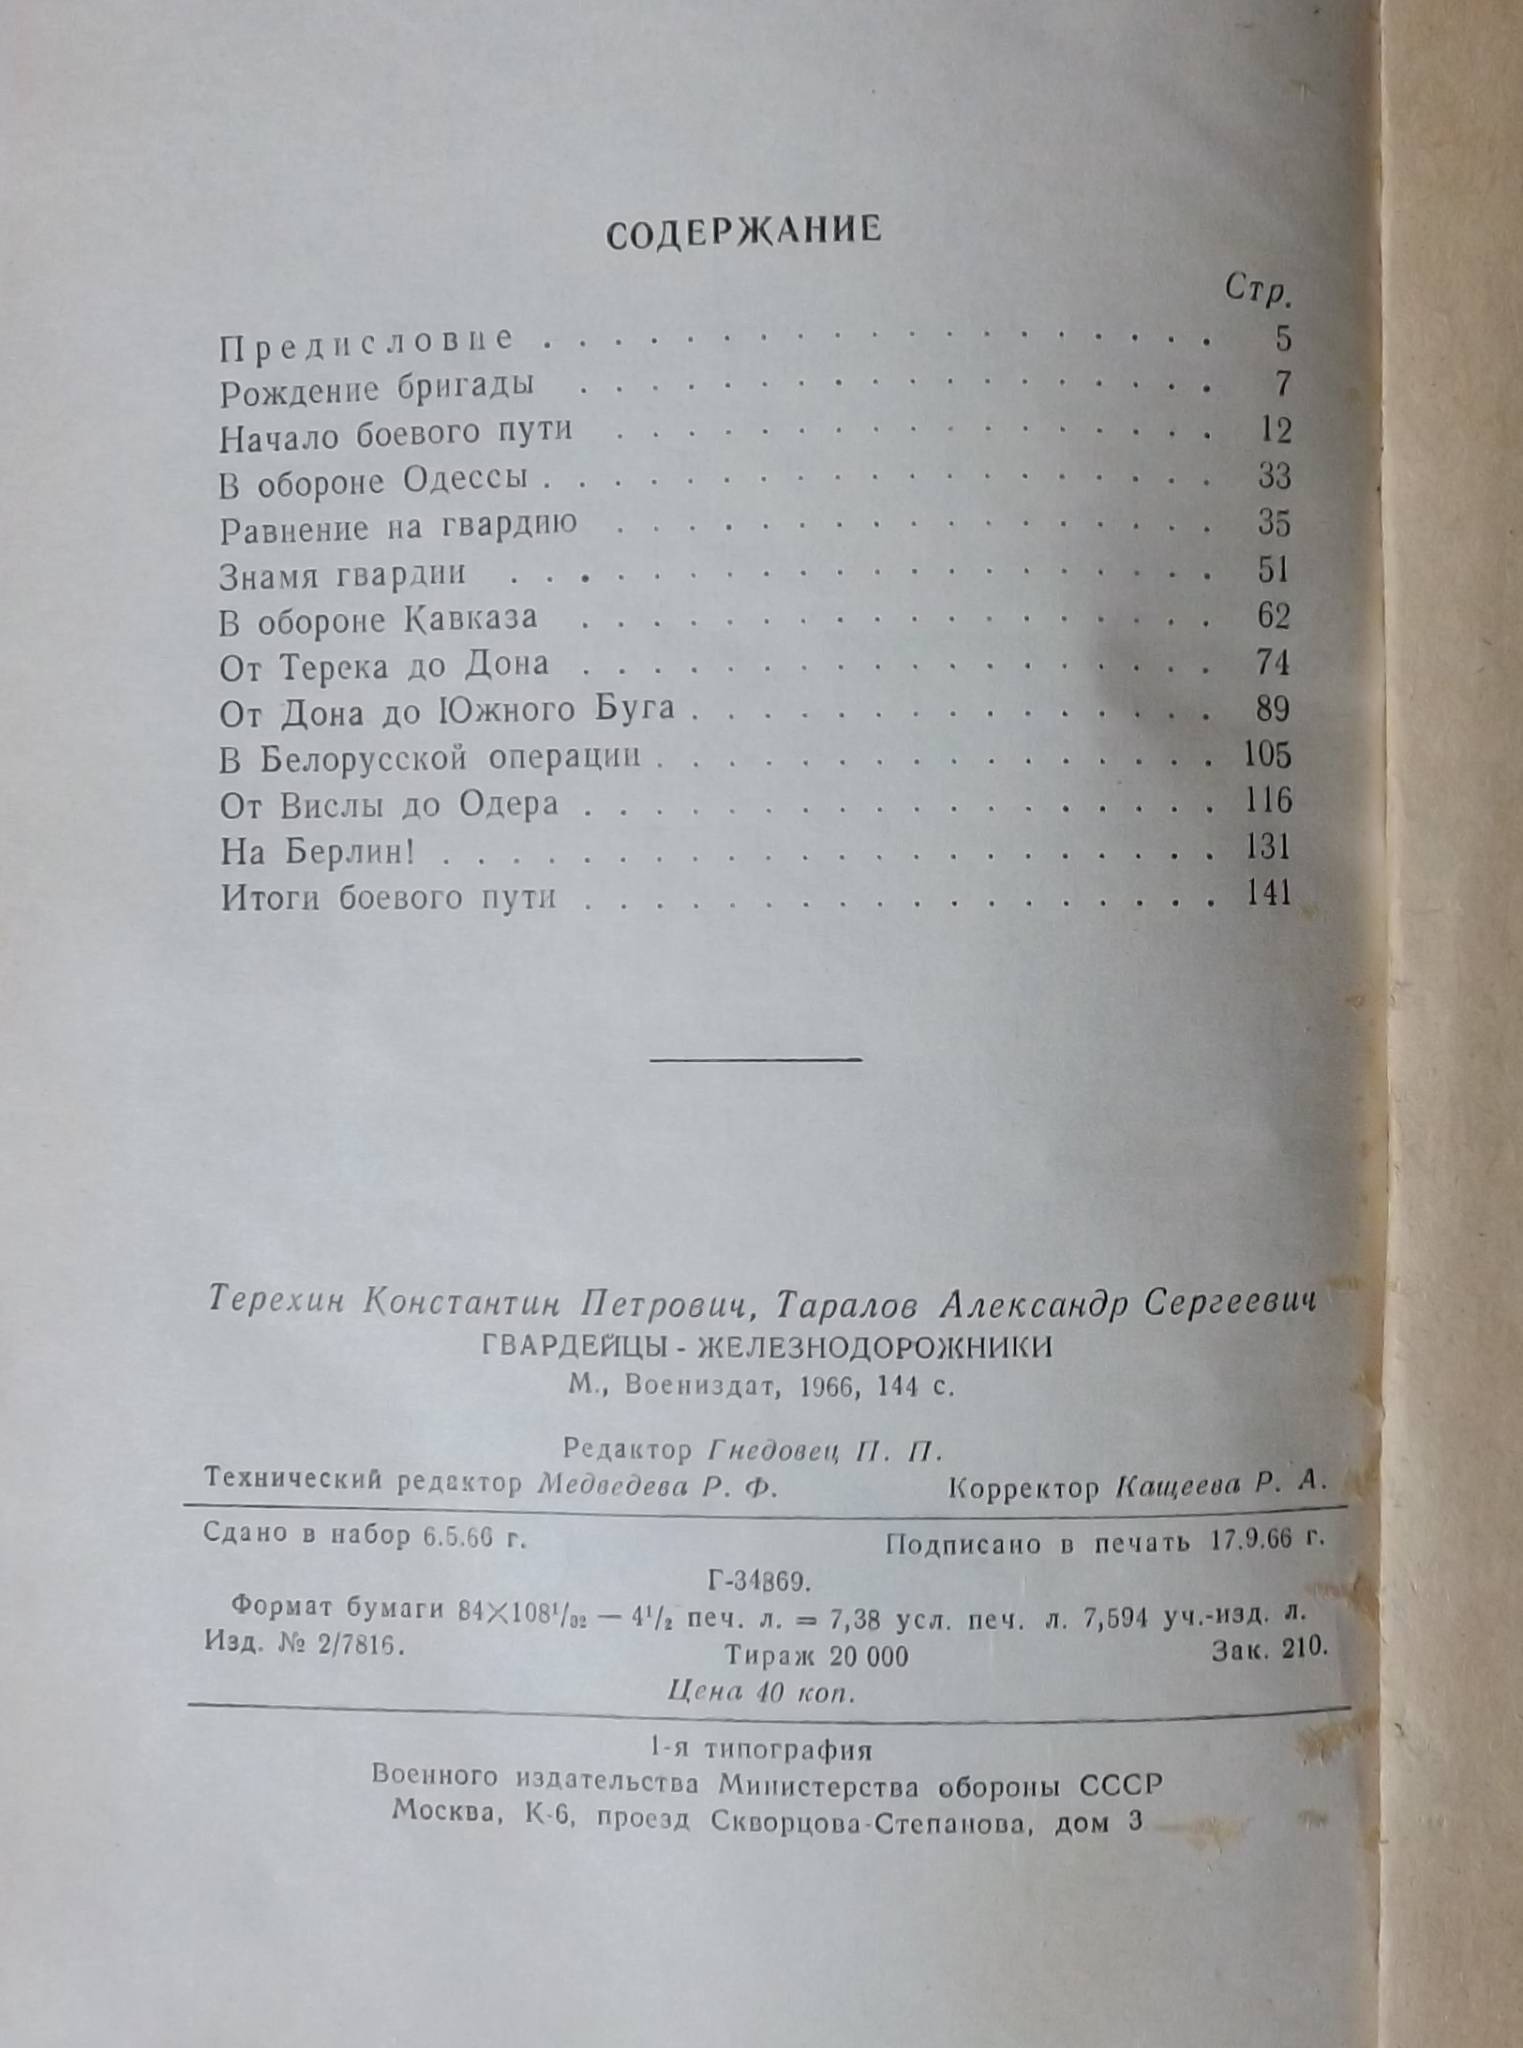 СОДЕРЖАНИЕ
Стр.
Предисловие . . . . . . . . . . . . . . . . . . . 5
Рождение бригады . . . . . . . . . . . . . . . . . . 7
Начало боевого пути . . . . . . . . . . . . . . . . . 12
В обороне Одессы . . . . . . . . . . . . . . . . . . . 33
Равнение на гвардию . . . . . . . . . . . . . . . . . 35
Знамя гвардии . . . . . . . . . . . . . . . . . . . . 51
В обороне Кавказа . . . . . . . . . . . . . . . . . . 62
От Терека до Дона . . . . . . . . . . . . . . . . . . 74
От Дона до Южного Буга . . . . . . . . . . . . . . . 89
В Белорусской операции . . . . . . . . . . . . . . . . 105
От Вислы до Одера . . . . . . . . . . . . . . . . . . 116
На Берлин! . . . . . . . . . . . . . . . . . . . . . . 131
Итоги боевого пути . . . . . . . . . . . . . . . . . . 141
Терехин Константин Петрович, Таралов Александр Сергеевич
ГВАРДЕЙЦЫ - ЖЕЛЕЗНОДОРОЖНИКИ
М., Воениздат, 1966, 144 с.
Редактор Гнедовец П. П.
Технический редактор Медведева Р. Ф. Корректор Кащеева Р. А.
Сдано в набор 6.5.66 г. Подписано в печать 17.9.66 г.
Г-34869.
Формат бумаги 84×108¹/₃₂ — 4¹/₂ печ. л. = 7,38 усл. печ. л. 7,594 уч.-изд. л.
Изд. № 2/7816. Тираж 20 000 Зак. 210.
Цена 40 коп.
1-я типография
Военного издательства Министерства обороны СССР
Москва, К-6, проезд Скворцова-Степанова, дом 3